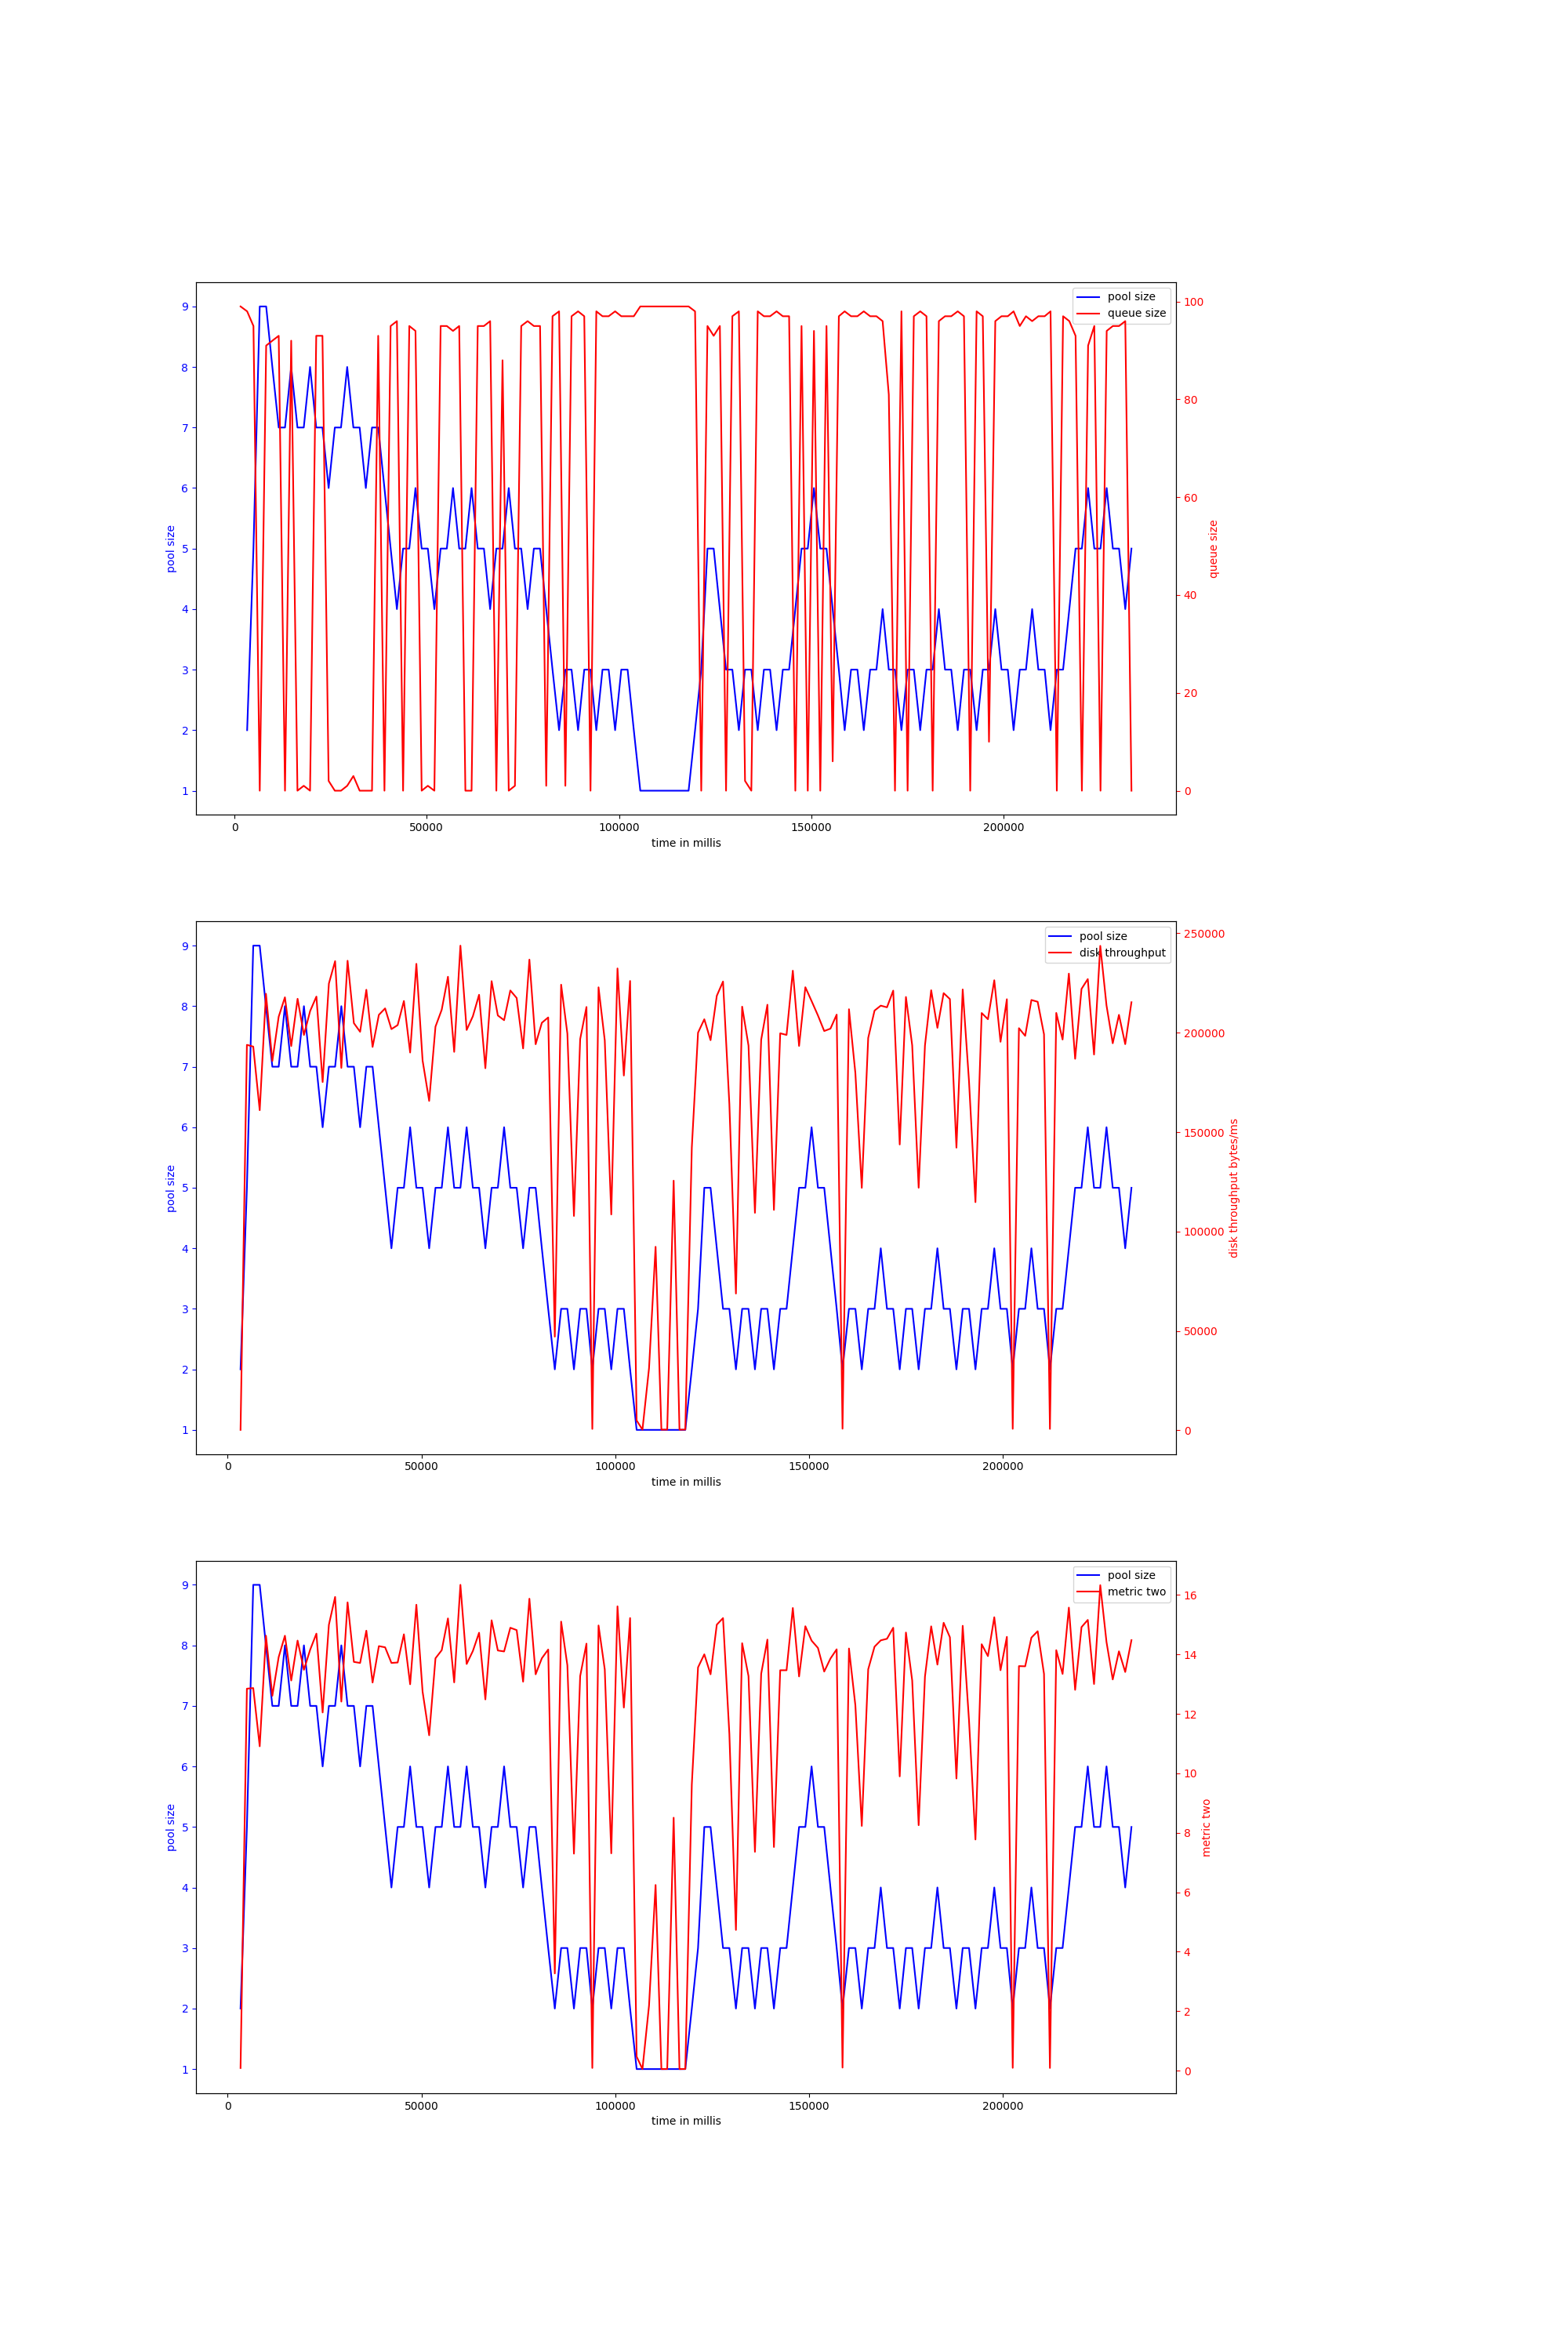 pool size
queue size
9
8
7
6
5
4
3
2
1
pool size
100
80
60
40
20
0
queue size
0 50000 100000 150000 200000
time in millis
pool size
disk throughput
9
8
7
6
5
4
3
2
1
pool size
250000
200000
150000
100000
50000
0
disk throughput bytes/ms
0 50000 100000 150000 200000
time in millis
pool size
metric two
9
8
7
6
5
4
3
2
1
pool size
16
14
12
10
8
6
4
2
0
metric two
0 50000 100000 150000 200000
time in millis